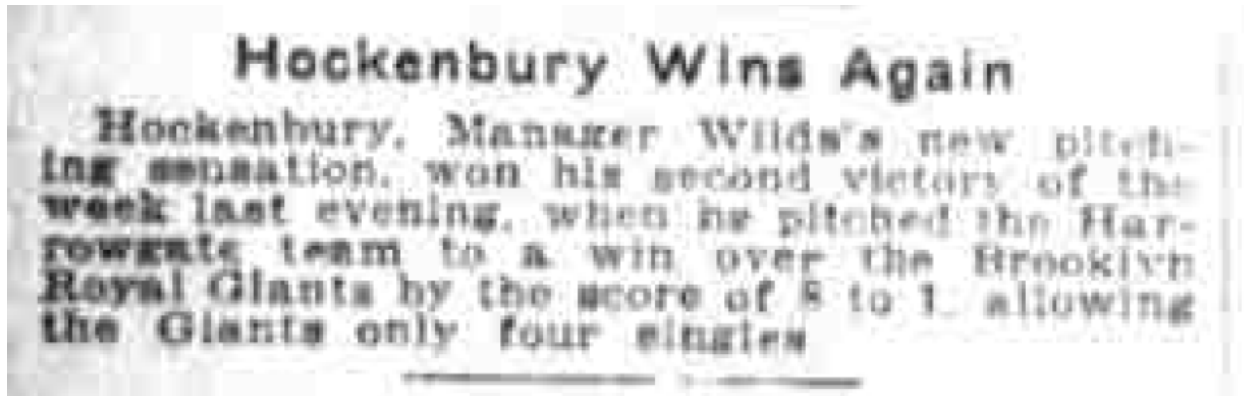 Hockenbury Wins Again
Hockenbury, Manager Wilds's new pitch-
ing sensation, won his second victory of the
week last evening, when he pitched the Har-
rowgate team to a win over the Brooklyn
Royal Giants by the score of 8 to 1, allowing
the Giants only four singles